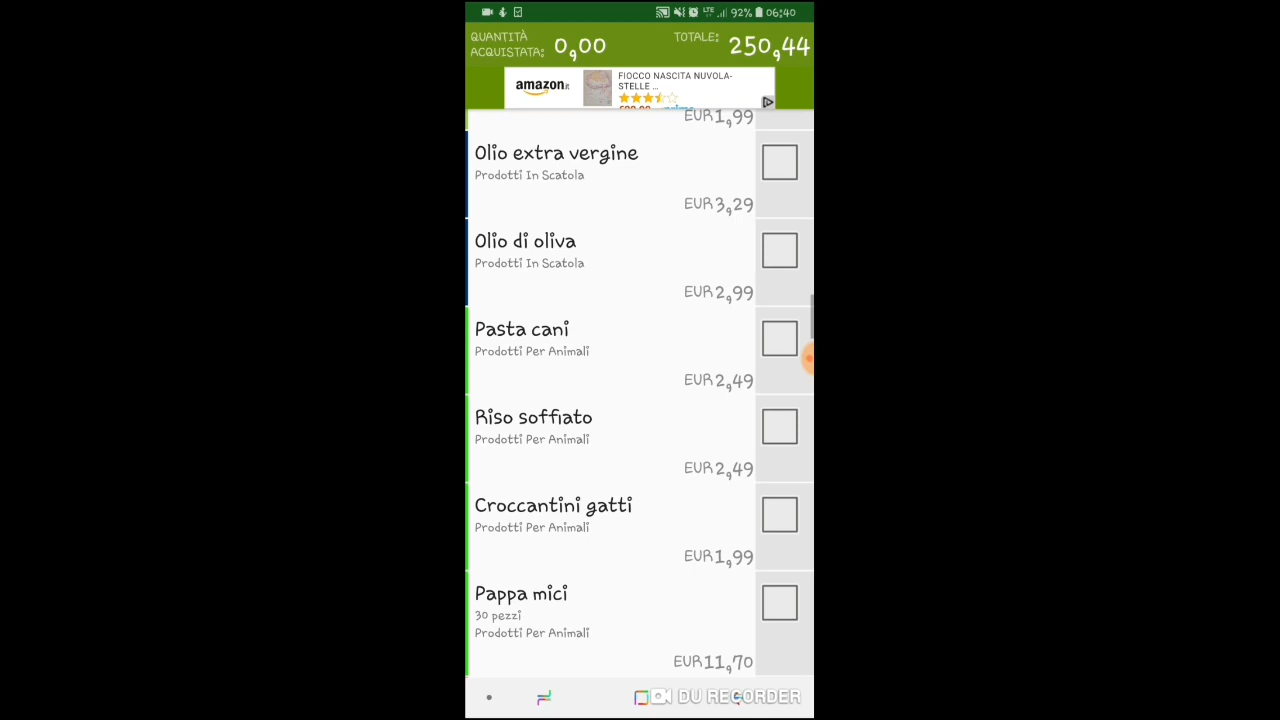 LTE 92% 06:40
QUANTITÀ
ACQUISTATA: 0,00
TOTALE: 250,44
amazon.it
FIOCCO NASCITA NUVOLA-
STELLE ...
EUR 1,99
Olio extra vergine
Prodotti In Scatola
EUR 3,29
Olio di oliva
Prodotti In Scatola
EUR 2,99
Pasta cani
Prodotti Per Animali
EUR 2,49
Riso soffiato
Prodotti Per Animali
EUR 2,49
Croccantini gatti
Prodotti Per Animali
EUR 1,99
Pappa mici
30 pezzi
Prodotti Per Animali
EUR 11,70
DU RECORDER